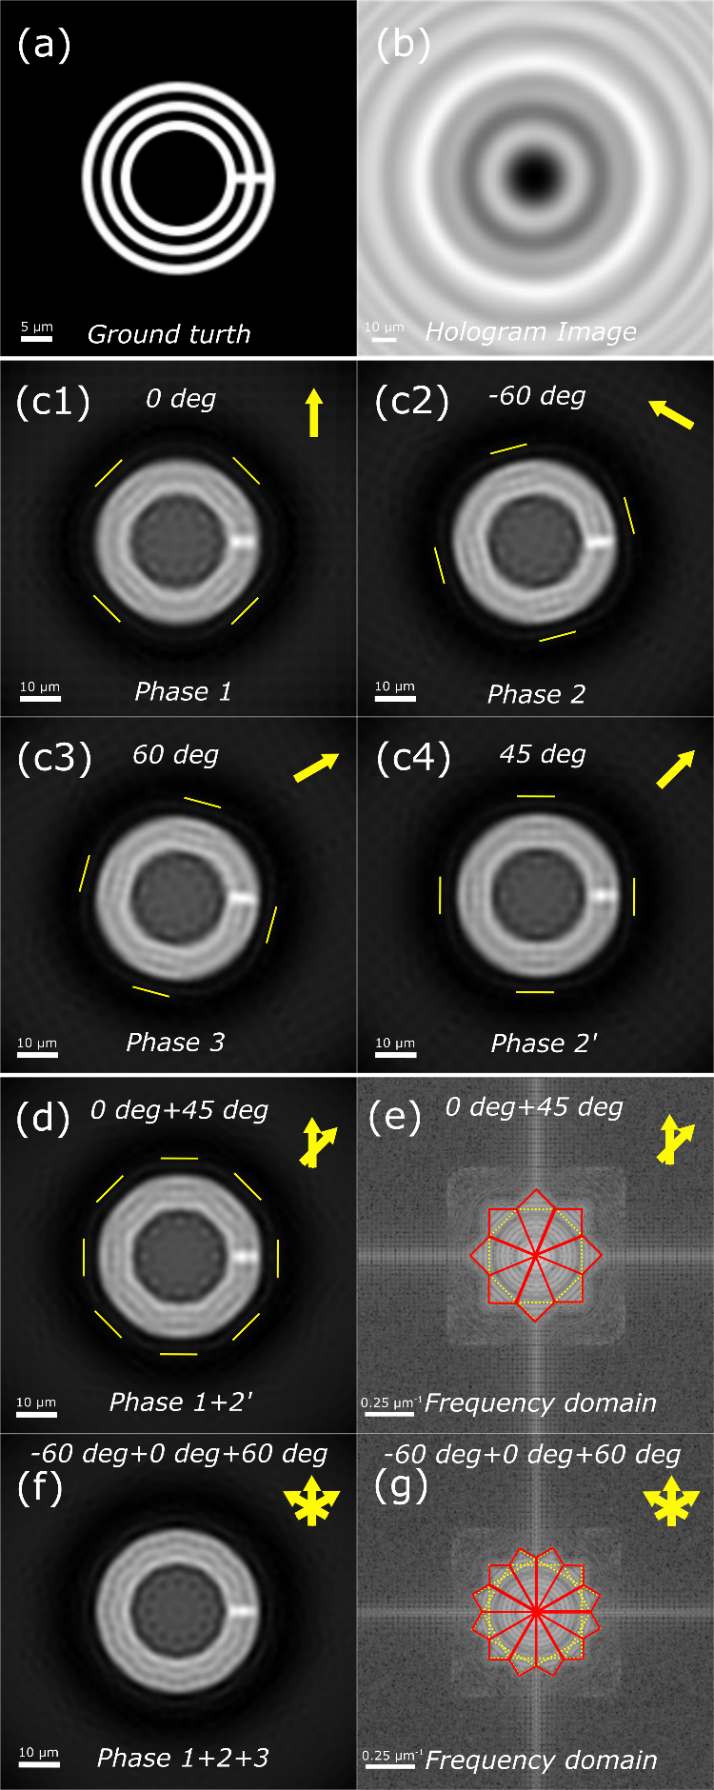 (a)
(b)
5 μm
Ground turth
10 μm
Hologram Image
(c1)
0 deg
(c2)
-60 deg
10 μm
Phase 1
10 μm
Phase 2
(c3)
60 deg
(c4)
45 deg
10 μm
Phase 3
10 μm
Phase 2'
(d)
0 deg+45 deg
(e)
0 deg+45 deg
10 μm
Phase 1+2'
0.25 μm⁻¹
Frequency domain
-60 deg+0 deg+60 deg
(f)
-60 deg+0 deg+60 deg
(g)
10 μm
Phase 1+2+3
0.25 μm⁻¹
Frequency domain